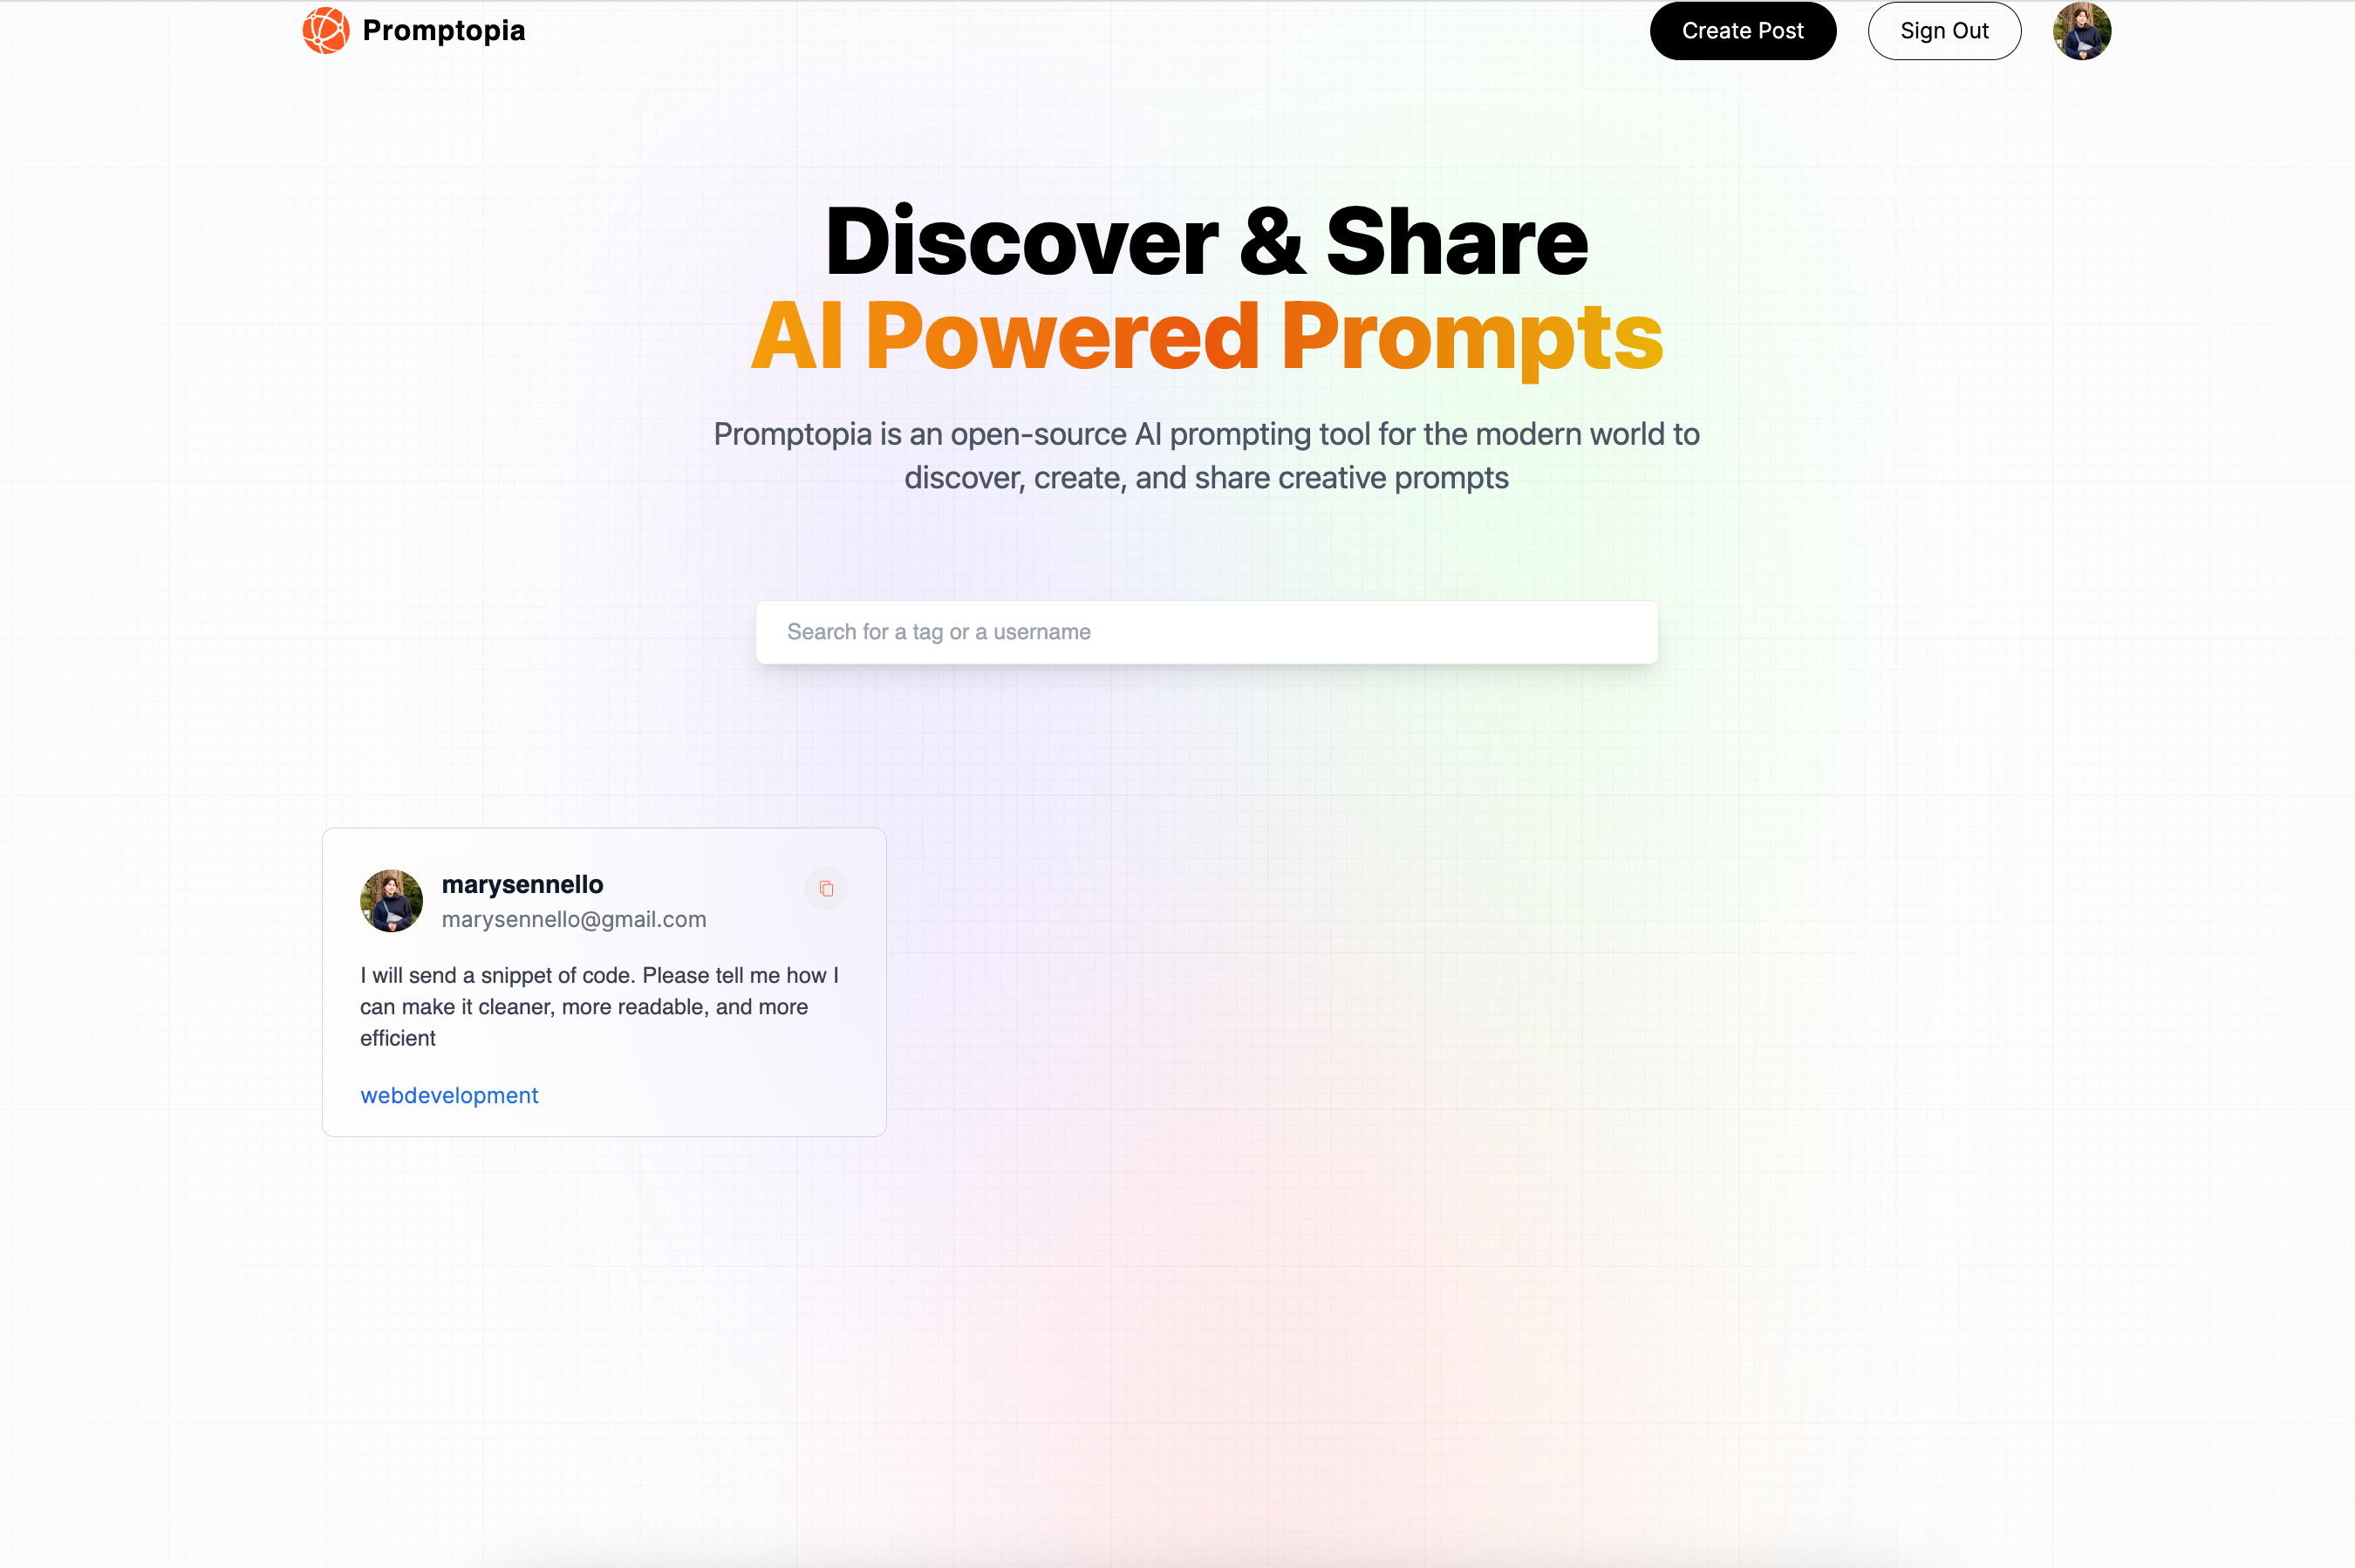 Promptopia
Create Post
Sign Out
Discover & Share
AI Powered Prompts
Promptopia is an open-source AI prompting tool for the modern world to
discover, create, and share creative prompts
Search for a tag or a username
marysennello
marysennello@gmail.com
I will send a snippet of code. Please tell me how I
can make it cleaner, more readable, and more
efficient
webdevelopment